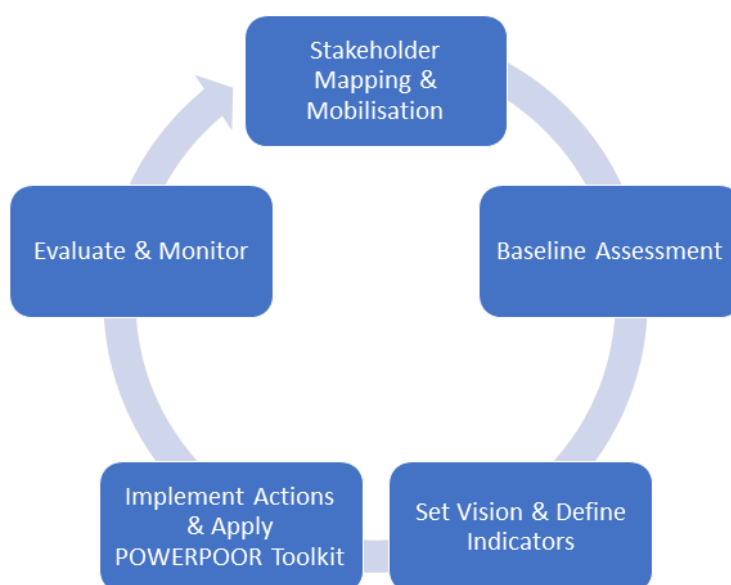 Stakeholder
Mapping &
Mobilisation
Baseline Assessment
Set Vision & Define
Indicators
Implement Actions
& Apply
POWERPOOR Toolkit
Evaluate & Monitor